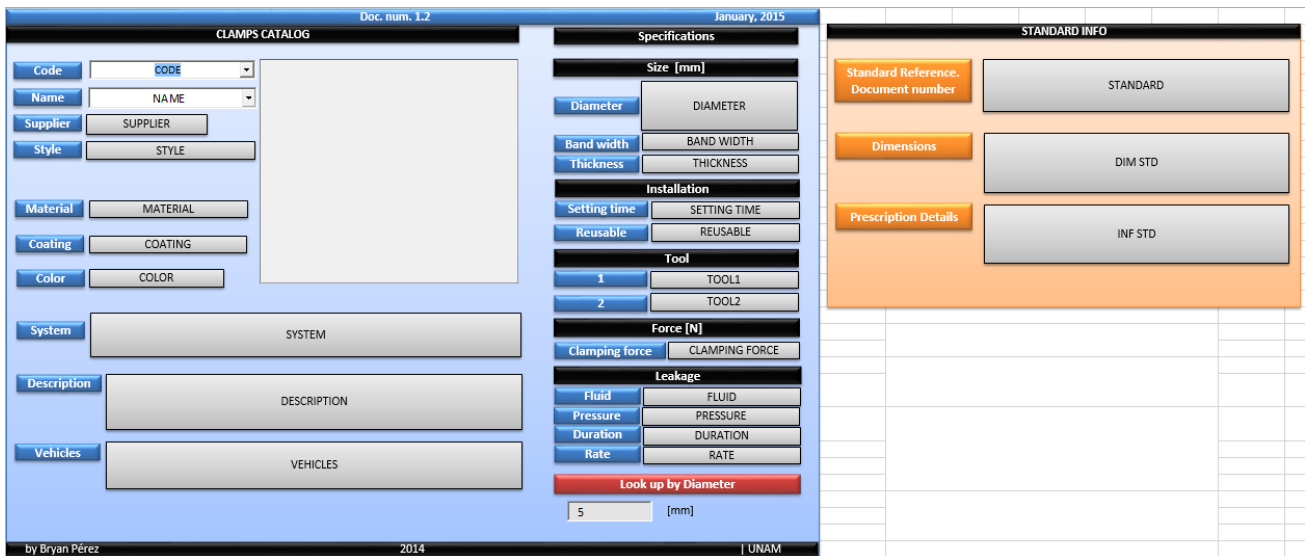 Doc. num. 1.2
January, 2015
CLAMPS CATALOG
Code
CODE
Name
NAME
Supplier
SUPPLIER
Style
STYLE
Material
MATERIAL
Coating
COATING
Color
COLOR
System
SYSTEM
Description
DESCRIPTION
Vehicles
VEHICLES
Specifications
Size [mm]
Diameter
DIAMETER
Band width
BAND WIDTH
Thickness
THICKNESS
Installation
Setting time
SETTING TIME
Reusable
REUSABLE
Tool
1
TOOL1
2
TOOL2
Force [N]
Clamping force
CLAMPING FORCE
Leakage
Fluid
FLUID
Pressure
PRESSURE
Duration
DURATION
Rate
RATE
Look up by Diameter
5
[mm]
by Bryan Pérez
2014
| UNAM
STANDARD INFO
Standard Reference.
Document number
STANDARD
Dimensions
DIM STD
Prescription Details
INF STD